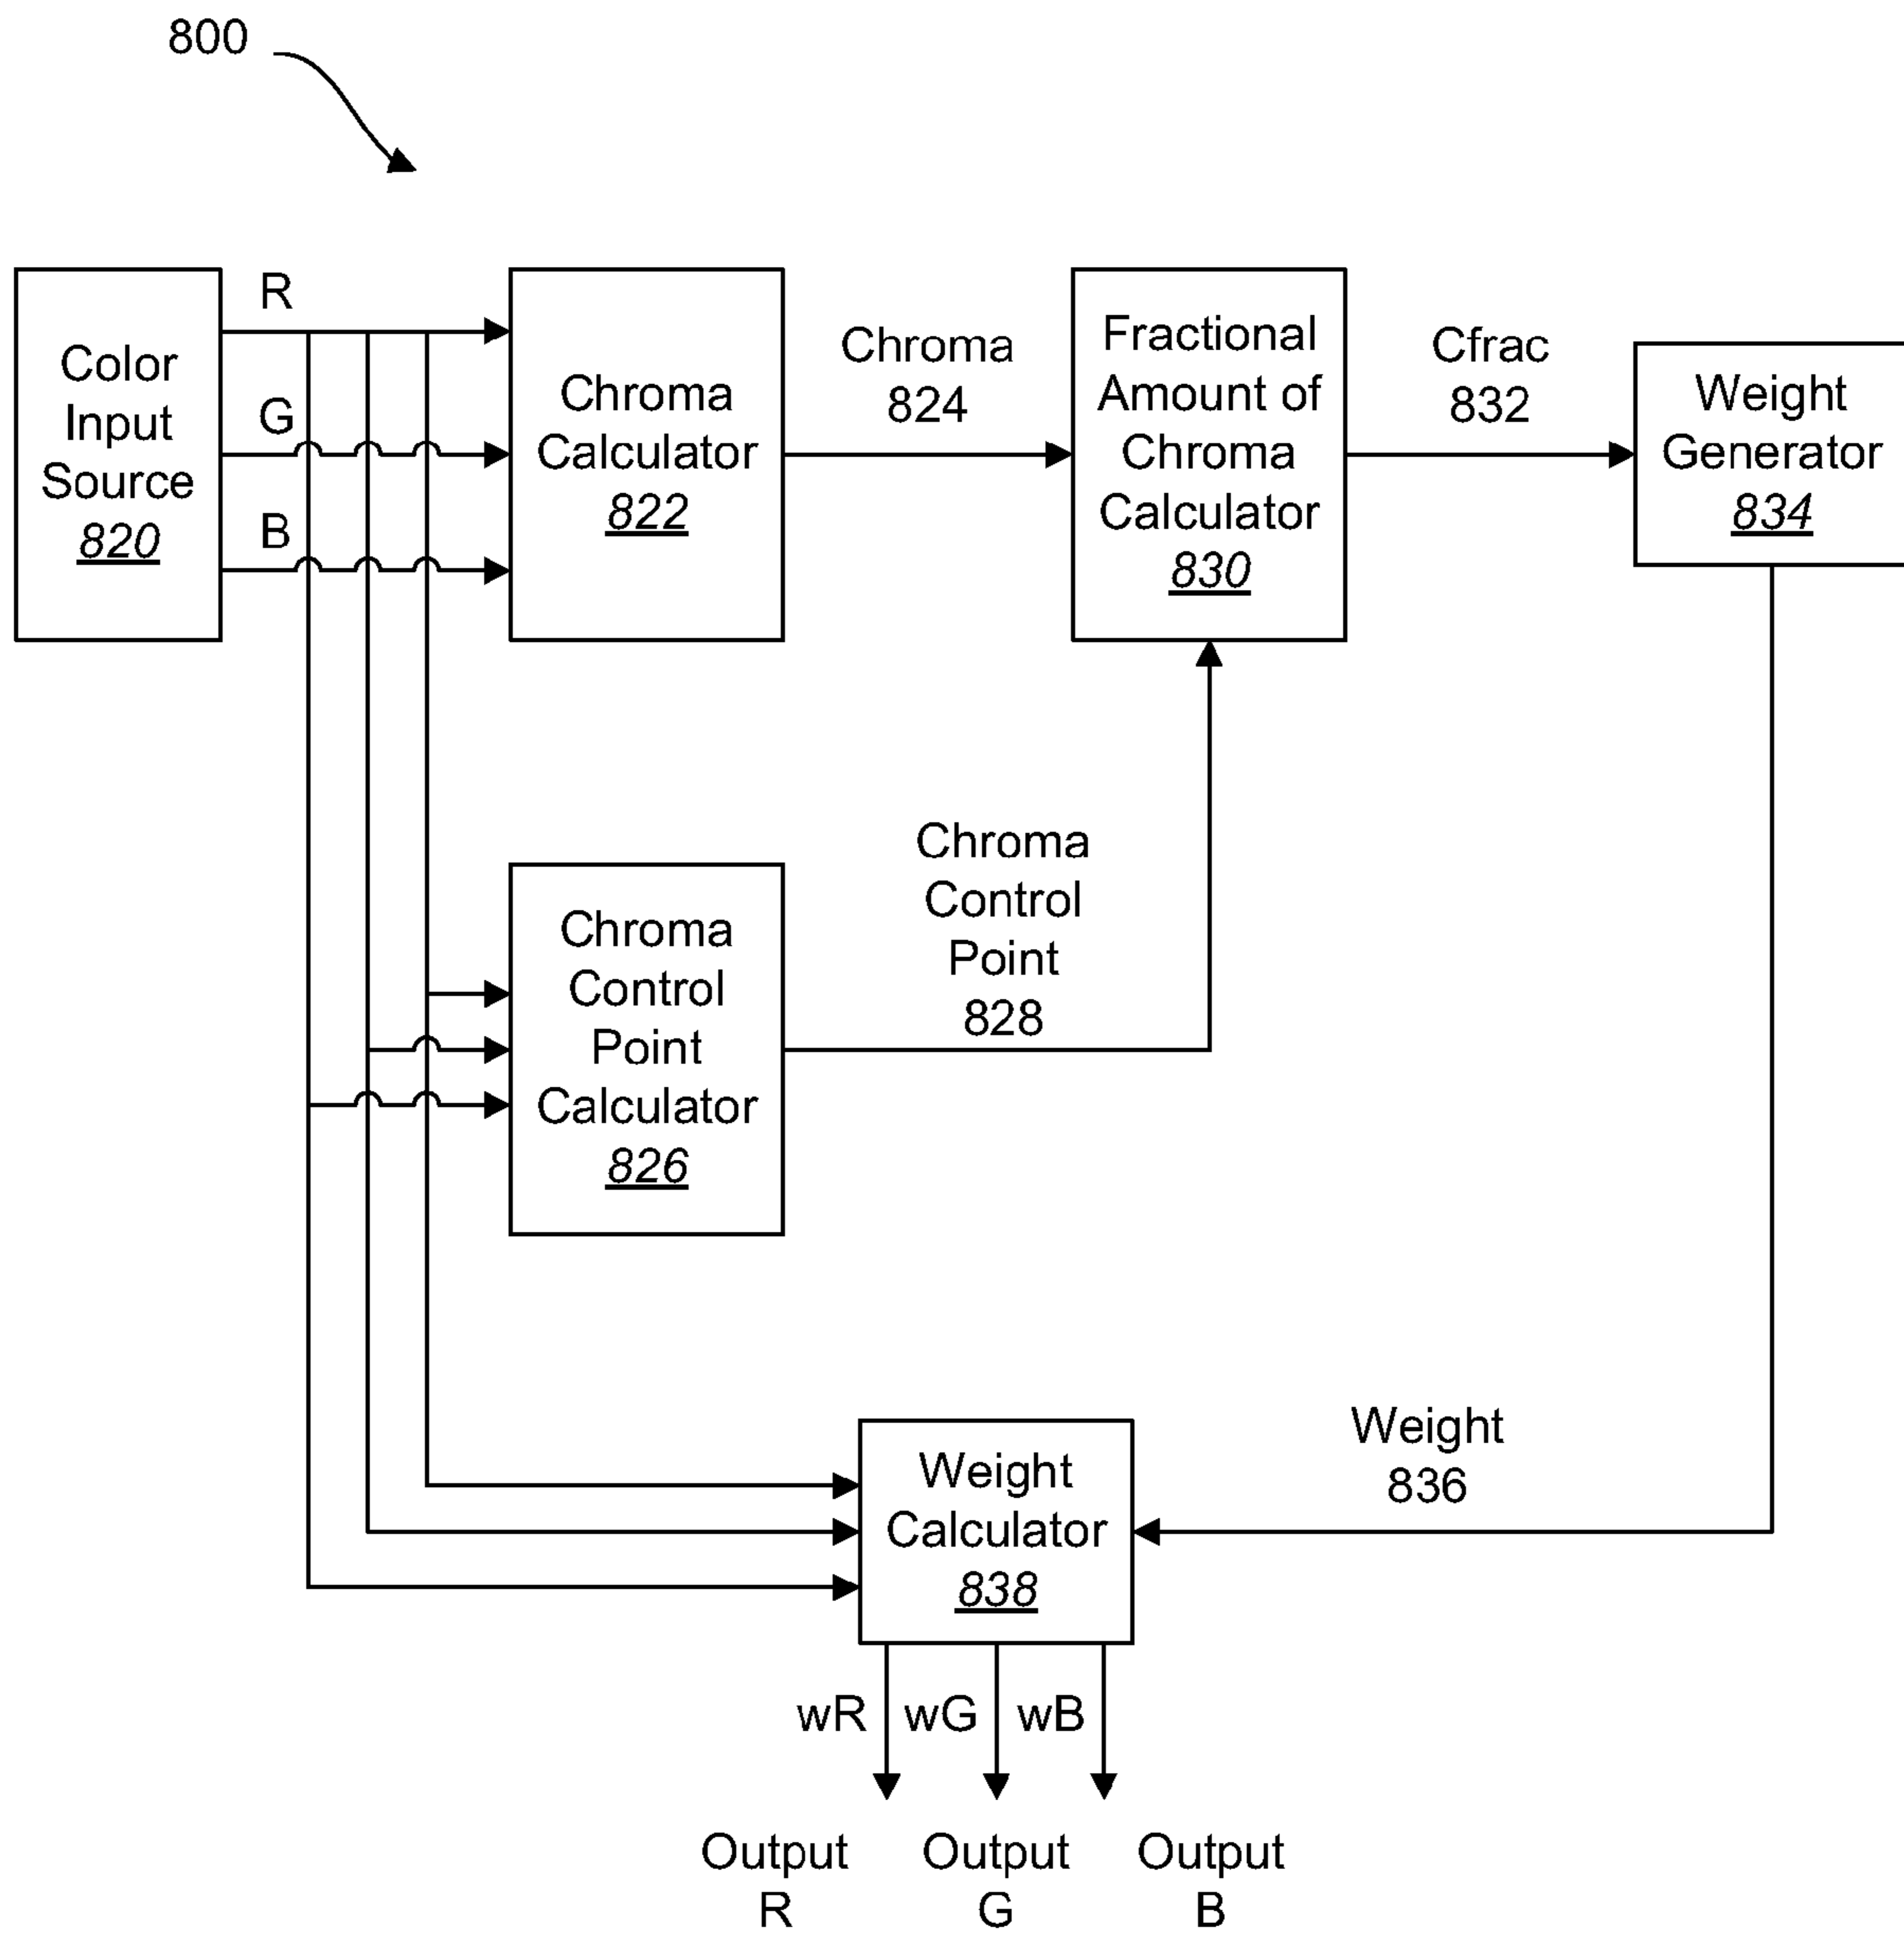 800
R
G
B
Color
Input
Source
820
Chroma
Calculator
822
Chroma
824
Fractional
Amount of
Chroma
Calculator
830
Cfrac
832
Weight
Generator
834
Chroma
Control
Point
Calculator
826
Chroma
Control
Point
828
Weight
Calculator
838
Weight
836
wR
wG
wB
Output
R
Output
G
Output
B